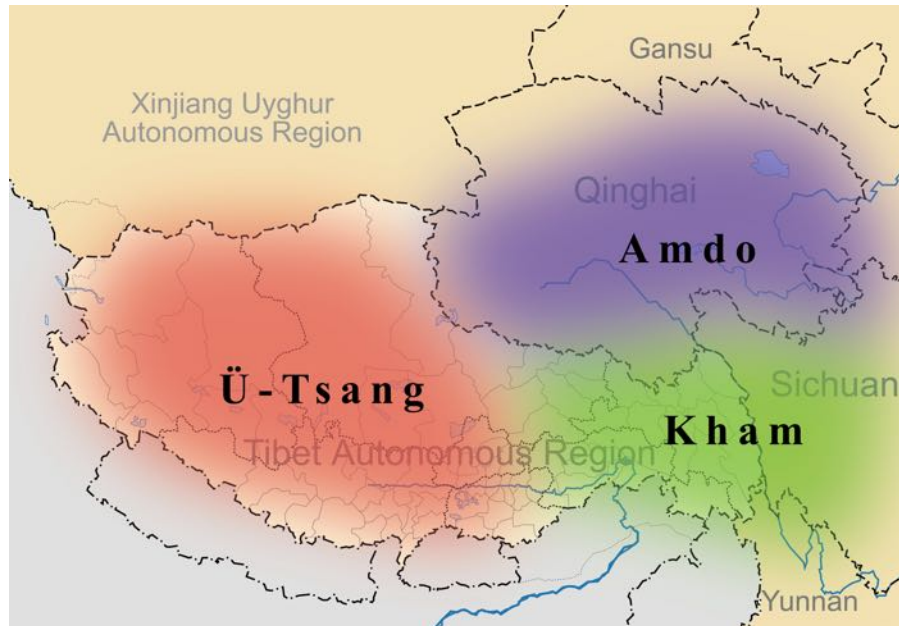 Gansu
Xinjiang Uyghur
Autonomous Region
Qinghai
Amdo
Ü-Tsang
Sichuan
Kham
Tibet Autonomous Region
Yunnan